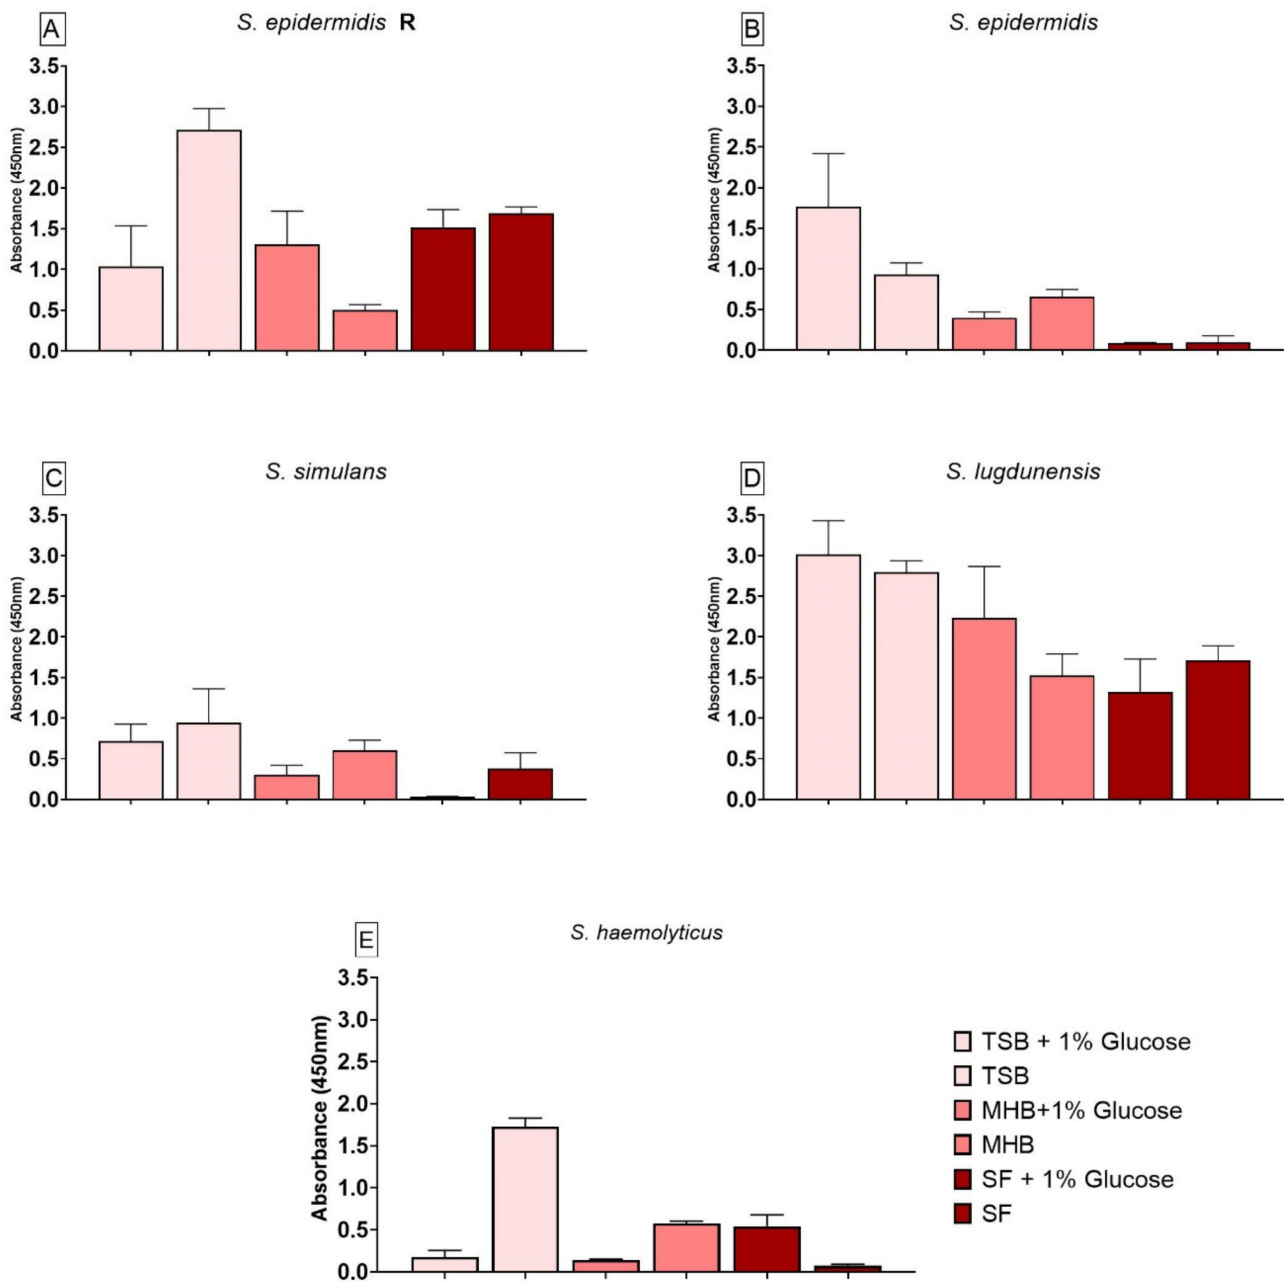 A
S. epidermidis R
3.5
3.0
2.5
2.0
1.5
1.0
0.5
0.0
Absorbance (450nm)
B
S. epidermidis
3.5
3.0
2.5
2.0
1.5
1.0
0.5
0.0
Absorbance (450nm)
C
S. simulans
3.5
3.0
2.5
2.0
1.5
1.0
0.5
0.0
Absorbance (450nm)
D
S. lugdunensis
3.5
3.0
2.5
2.0
1.5
1.0
0.5
0.0
Absorbance (450nm)
E
S. haemolyticus
3.5
3.0
2.5
2.0
1.5
1.0
0.5
0.0
Absorbance (450nm)
TSB + 1% Glucose
TSB
MHB+1% Glucose
MHB
SF + 1% Glucose
SF